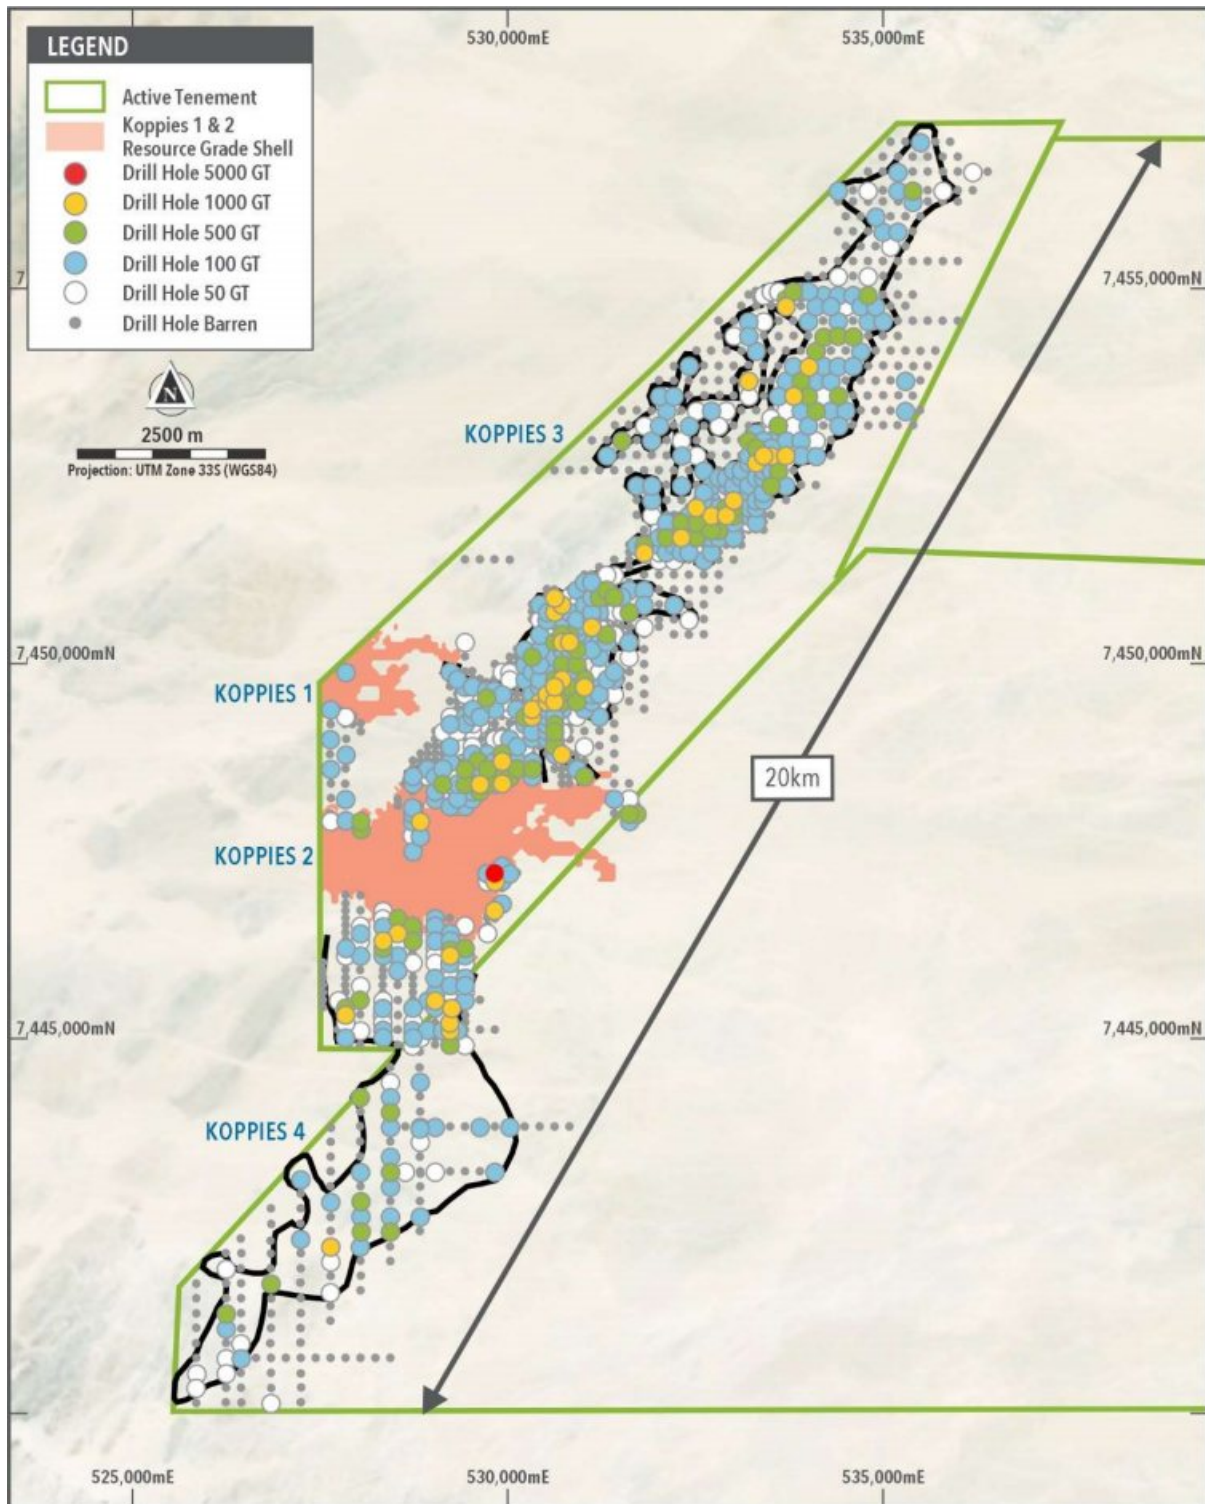 530,000mE
535,000mE
LEGEND
Active Tenement
Koppies 1 & 2
Resource Grade Shell
Drill Hole 5000 GT
Drill Hole 1000 GT
Drill Hole 500 GT
Drill Hole 100 GT
Drill Hole 50 GT
Drill Hole Barren
7
7,455,000mN
N
2500 m
Projection: UTM Zone 33S (WGS84)
KOPPIES 3
7,450,000mN
7,450,000mN
KOPPIES 1
20km
KOPPIES 2
7,445,000mN
7,445,000mN
KOPPIES 4
525,000mE
530,000mE
535,000mE